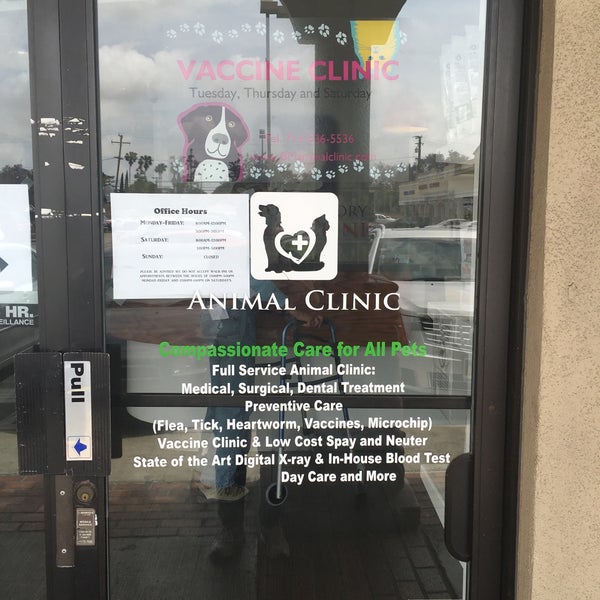 VACCINE CLINIC
Tuesday, Thursday and Saturday
36-5536
Office Hours
MONDAY-FRIDAY:
SATURDAY:
SUNDAY: CLOSED
ANIMAL CLINIC
Compassionate Care for All Pets
Full Service Animal Clinic:
Medical, Surgical, Dental Treatment
Preventive Care
(Flea, Tick, Heartworm, Vaccines, Microchip)
Vaccine Clinic & Low Cost Spay and Neuter
State of the Art Digital X-ray & In-House Blood Test
Day Care and More
HR.
EILLANCE
Pull